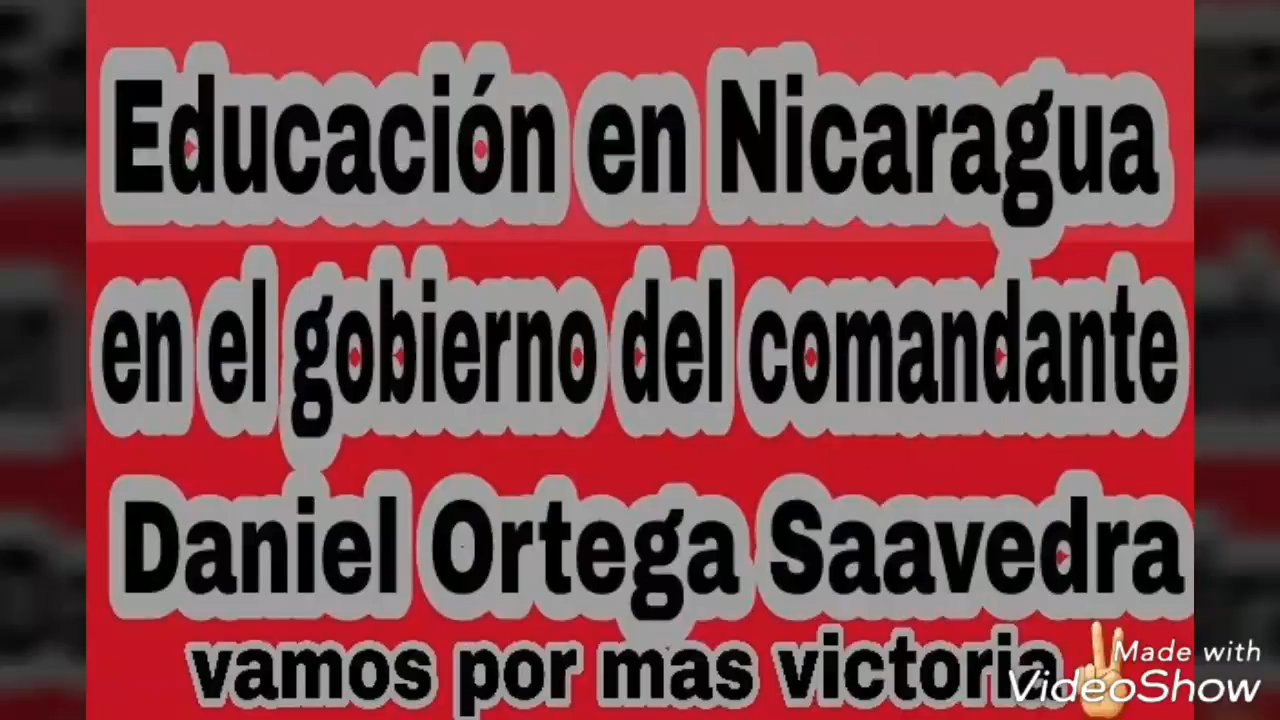 Educación en Nicaragua
en el gobierno del comandante
Daniel Ortega Saavedra
vamos por mas victoria
Made with
VideoShow